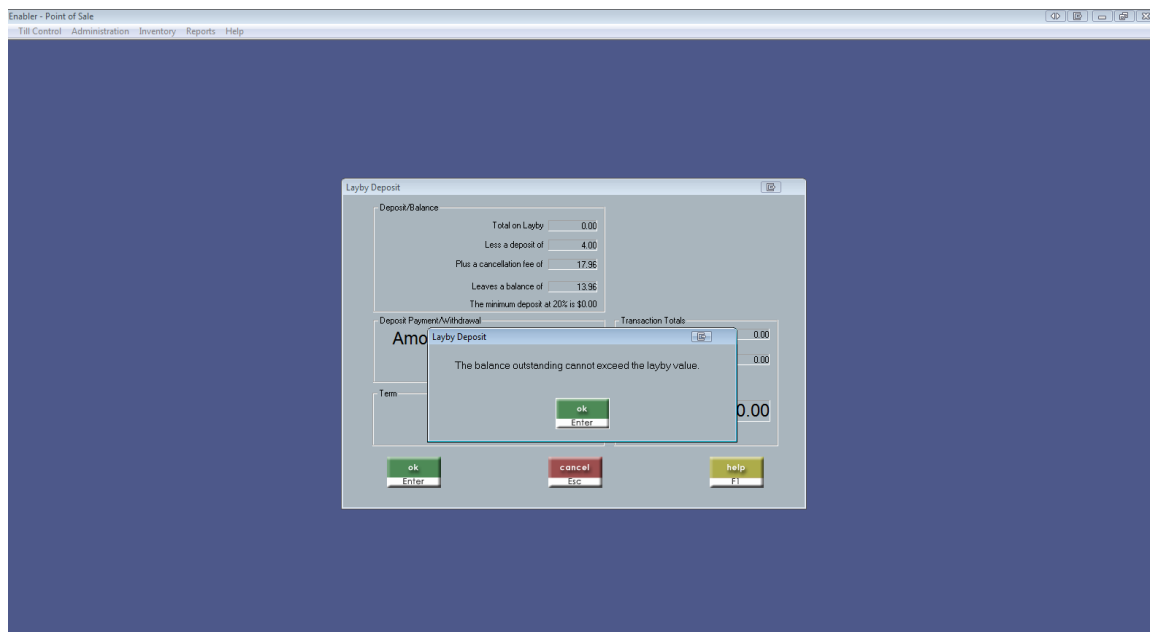 Enabler - Point of Sale
Till Control Administration Inventory Reports Help
Layby Deposit
Deposit/Balance
Total on Layby 0.00
Less a deposit of 4.00
Plus a cancellation fee of 17.96
Leaves a balance of 13.96
The minimum deposit at 20% is $0.00
Deposit Payment/Withdrawal
Transaction Totals
Amo
0.00
0.00
Layby Deposit
The balance outstanding cannot exceed the layby value.
ok
Enter
Term
0.00
ok
Enter
cancel
Esc
help
F1